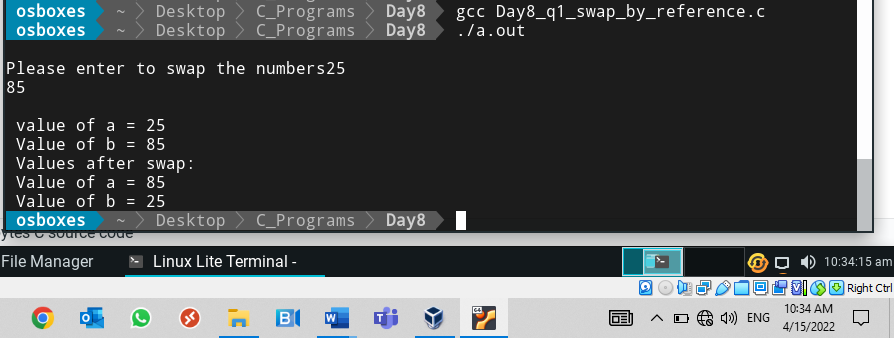 osboxes ~ Desktop C_Programs Day8 gcc Day8_q1_swap_by_reference.c
osboxes ~ Desktop C_Programs Day8 ./a.out
Please enter to swap the numbers25
85
value of a = 25
Value of b = 85
Values after swap:
Value of a = 85
Value of b = 25
osboxes ~ Desktop C_Programs Day8
ytes C source code
File Manager Linux Lite Terminal - 10:34:15 am
Right Ctrl
ENG 10:34 AM
4/15/2022